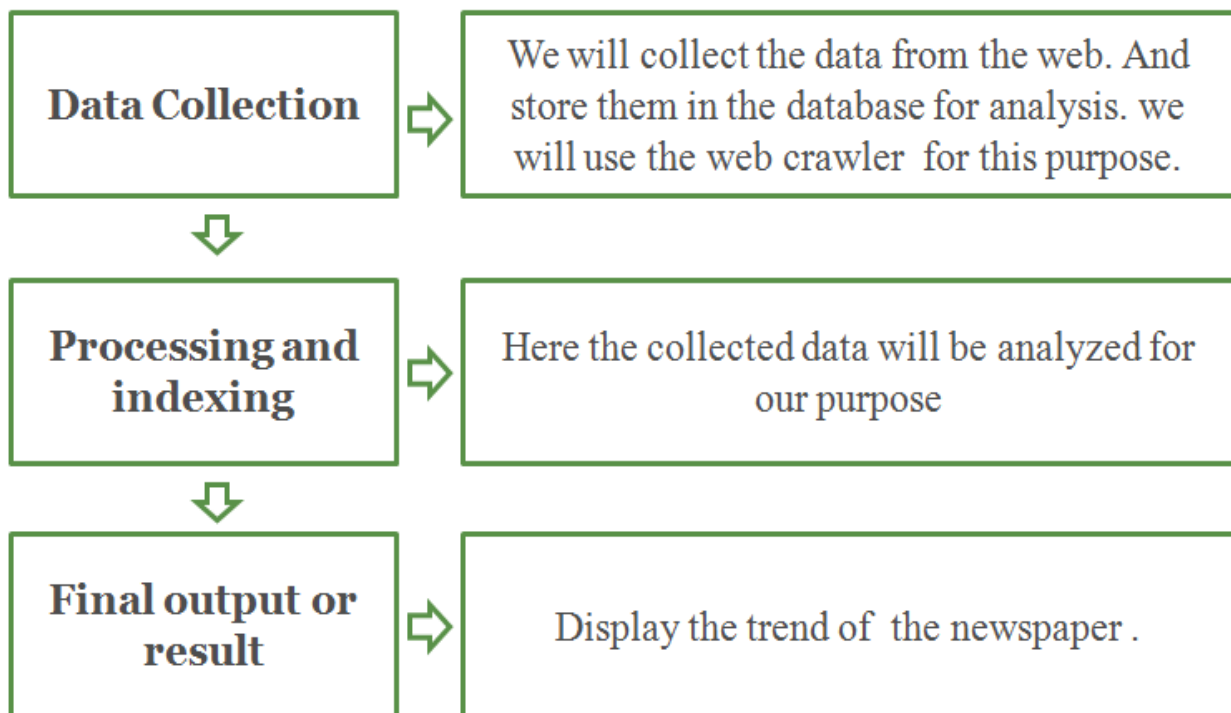 Data Collection
We will collect the data from the web. And
store them in the database for analysis. we
will use the web crawler for this purpose.
Processing and
indexing
Here the collected data will be analyzed for
our purpose
Final output or
result
Display the trend of the newspaper .